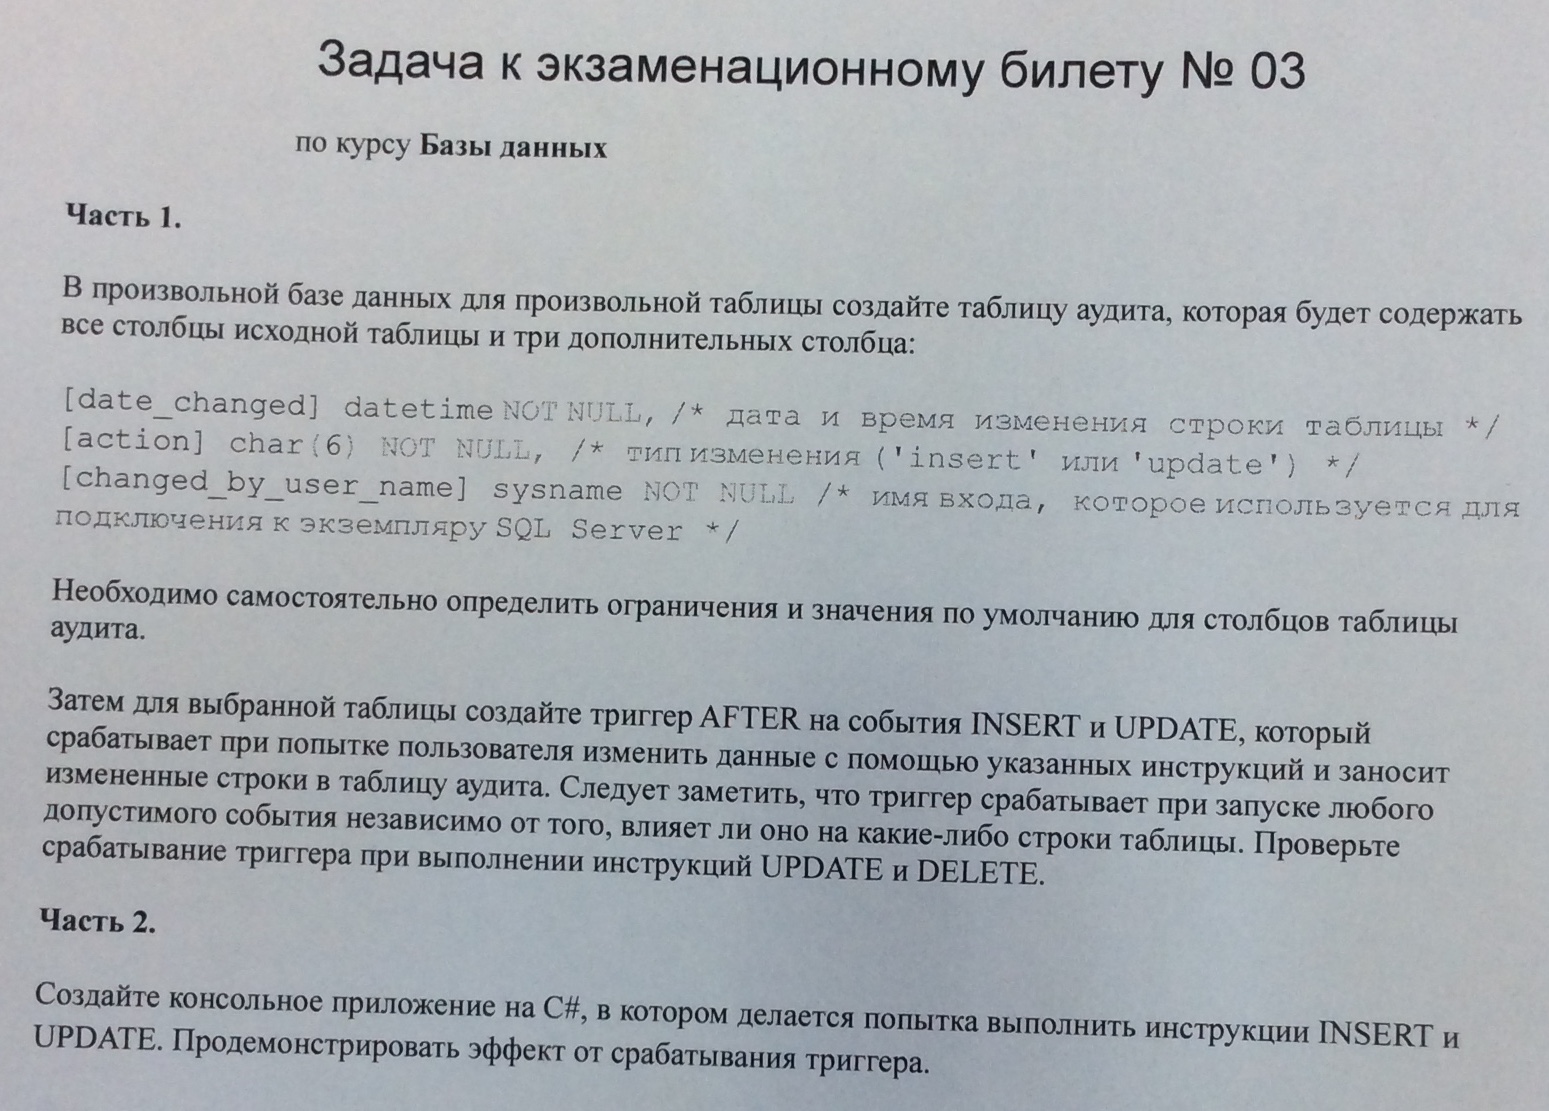 Задача к экзаменационному билету № 03
по курсу Базы данных
Часть 1.
В произвольной базе данных для произвольной таблицы создайте таблицу аудита, которая будет содержать
все столбцы исходной таблицы и три дополнительных столбца:
[date_changed] datetime NOT NULL, /* дата и время изменения строки таблицы */
[action] char(6) NOT NULL, /* тип изменения ('insert' или 'update') */
[changed_by_user_name] sysname NOT NULL /* имя входа, которое используется для
подключения к экземпляру SQL Server */
Необходимо самостоятельно определить ограничения и значения по умолчанию для столбцов таблицы
аудита.
Затем для выбранной таблицы создайте триггер AFTER на события INSERT и UPDATE, который
срабатывает при попытке пользователя изменить данные с помощью указанных инструкций и заносит
измененные строки в таблицу аудита. Следует заметить, что триггер срабатывает при запуске любого
допустимого события независимо от того, влияет ли оно на какие-либо строки таблицы. Проверьте
срабатывание триггера при выполнении инструкций UPDATE и DELETE.
Часть 2.
Создайте консольное приложение на C#, в котором делается попытка выполнить инструкции INSERT и
UPDATE. Продемонстрировать эффект от срабатывания триггера.